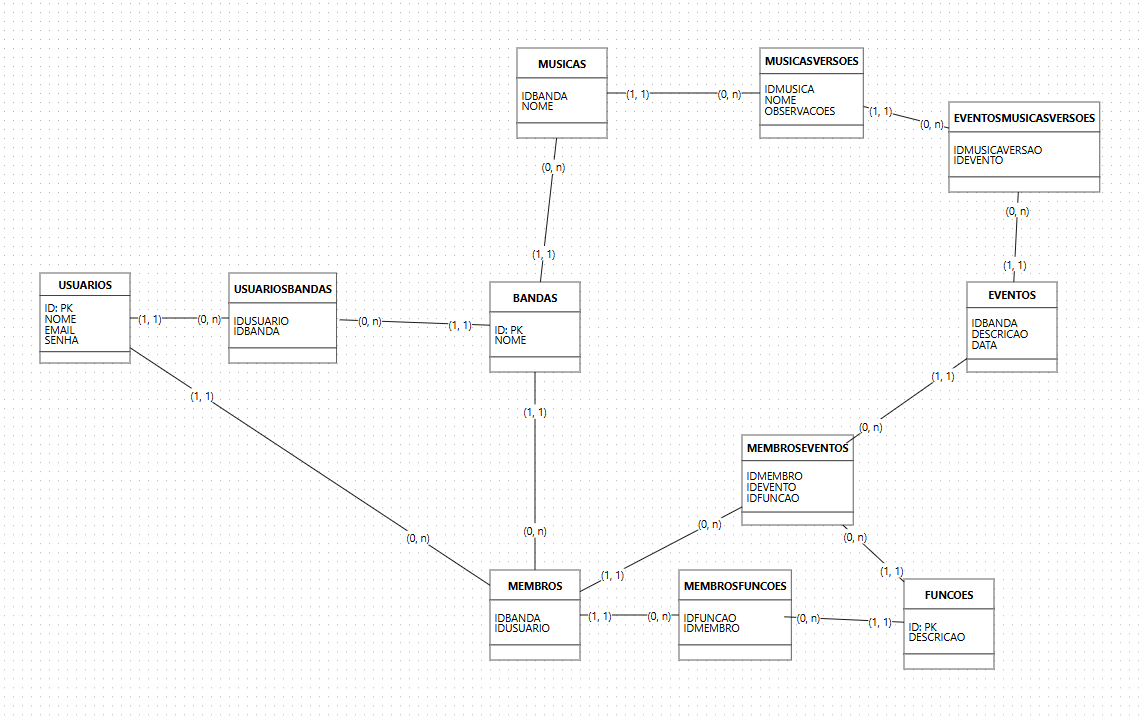 MUSICAS
IDBANDA
NOME
(1, 1)
(0, n)
MUSICASVERSOES
IDMUSICA
NOME
OBSERVACOES
(1, 1)
(0, n)
EVENTOSMUSICASVERSOES
IDMUSICAVERSAO
IDEVENTO
(0, n)
(1, 1)
(0, n)
(1, 1)
USUARIOS
ID: PK
NOME
EMAIL
SENHA
(1, 1)
(0, n)
USUARIOSBANDAS
IDUSUARIO
IDBANDA
(0, n)
(1, 1)
BANDAS
ID: PK
NOME
EVENTOS
IDBANDA
DESCRICAO
DATA
(1, 1)
(0, n)
(1, 1)
(0, n)
(1, 1)
(0, n)
MEMBROSEVENTOS
IDMEMBRO
IDEVENTO
IDFUNCAO
(0, n)
(1, 1)
(0, n)
(1, 1)
MEMBROS
IDBANDA
IDUSUARIO
(1, 1)
(0, n)
MEMBROSFUNCOES
IDFUNCAO
IDMEMBRO
(0, n)
(1, 1)
FUNCOES
ID: PK
DESCRICAO